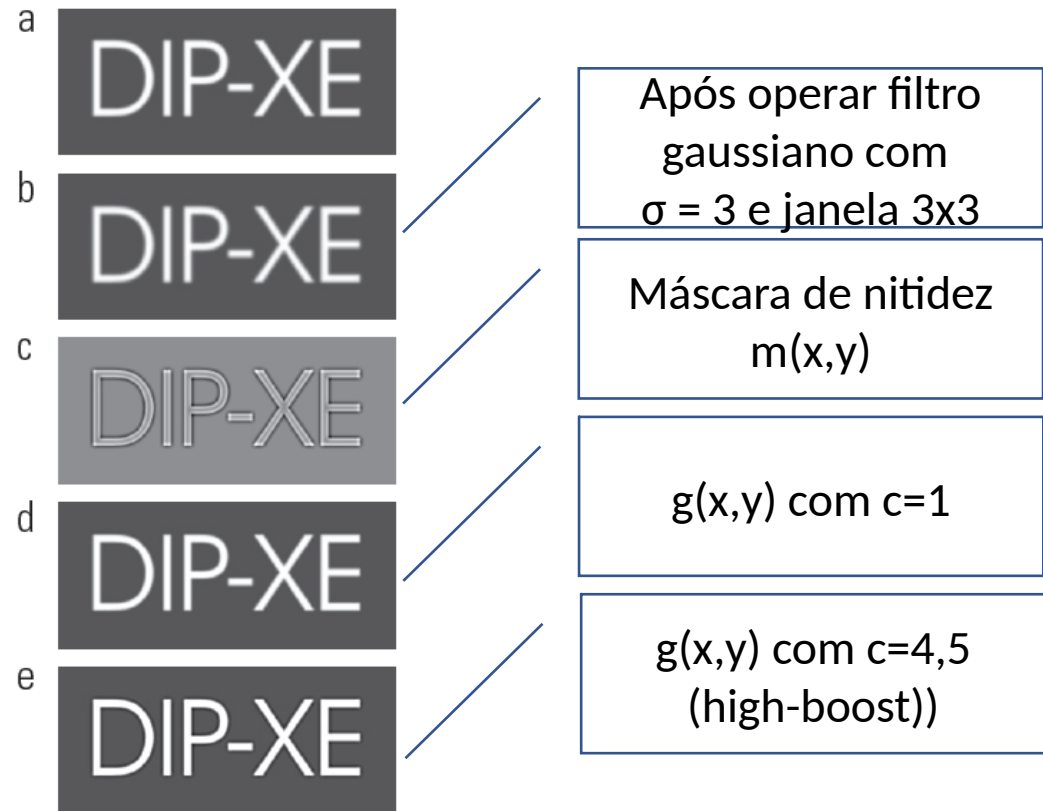 a
DIP-XE
b
DIP-XE
c
DIP-XE
d
DIP-XE
e
DIP-XE
Após operar filtro
gaussiano com
σ = 3 e janela 3x3
Máscara de nitidez
m(x,y)
g(x,y) com c=1
g(x,y) com c=4,5
(high-boost))